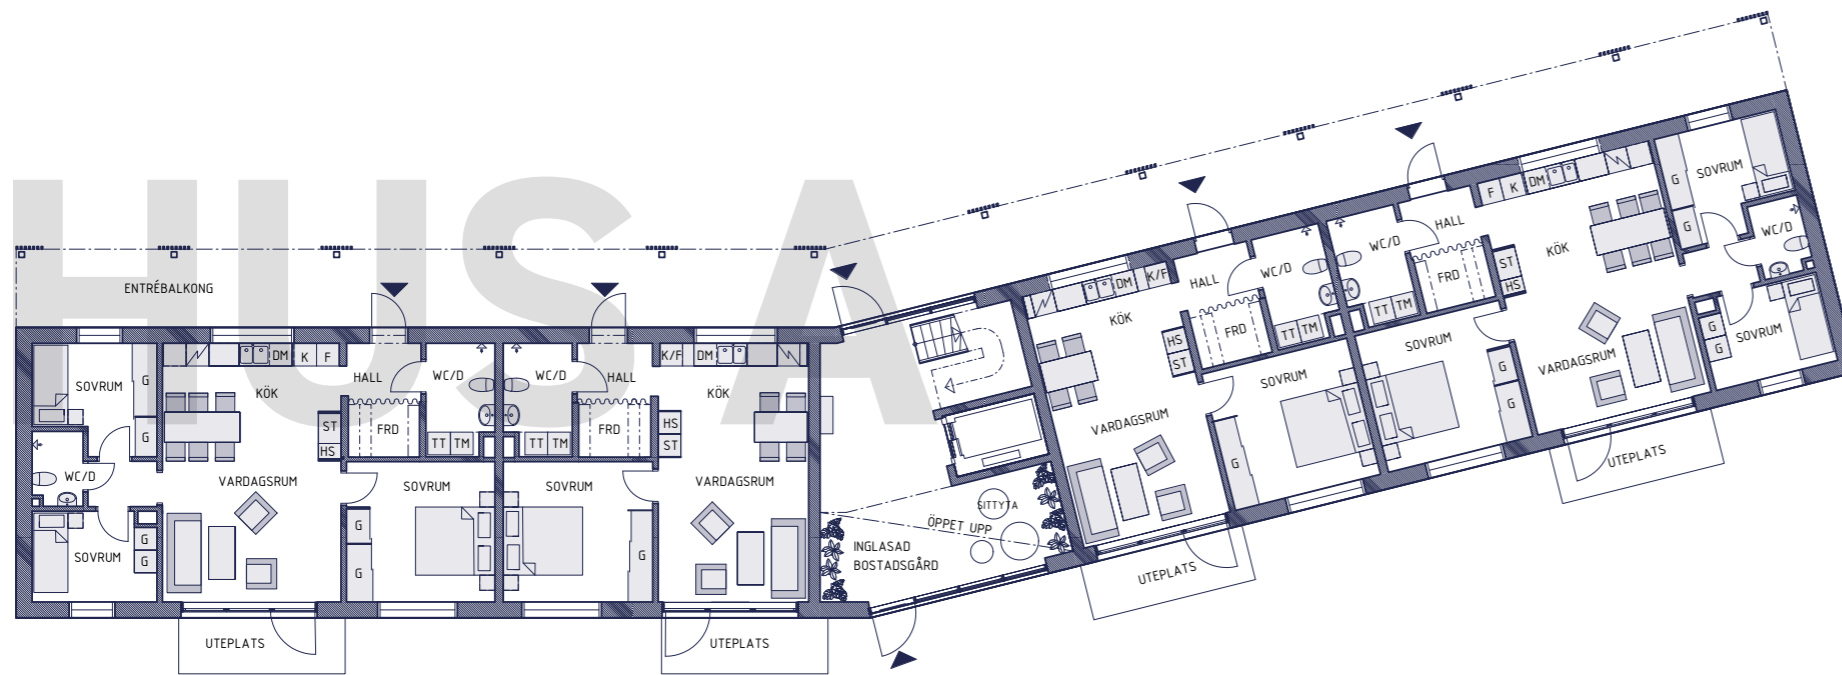 HUS A
ENTRÉBALKONG
SOVRUM
G
G
WC/D
SOVRUM
G
G
KÖK
DM
K
F
HALL
WC/D
ST
HS
FRD
TT
TM
VARDAGSRUM
SOVRUM
G
G
UTEPLATS
WC/D
HALL
K/F
DM
KÖK
TT
TM
FRD
HS
ST
SOVRUM
VARDAGSRUM
G
UTEPLATS
SITTYTA
ÖPPET UPP
INGLASAD
BOSTADSGÅRD
DM
K/F
KÖK
HALL
WC/D
HS
ST
FRD
TT
TM
VARDAGSRUM
SOVRUM
G
UTEPLATS
WC/D
HALL
F
K
DM
KÖK
FRD
ST
HS
TT
TM
SOVRUM
G
G
VARDAGSRUM
UTEPLATS
SOVRUM
G
G
WC/D
SOVRUM
G
G